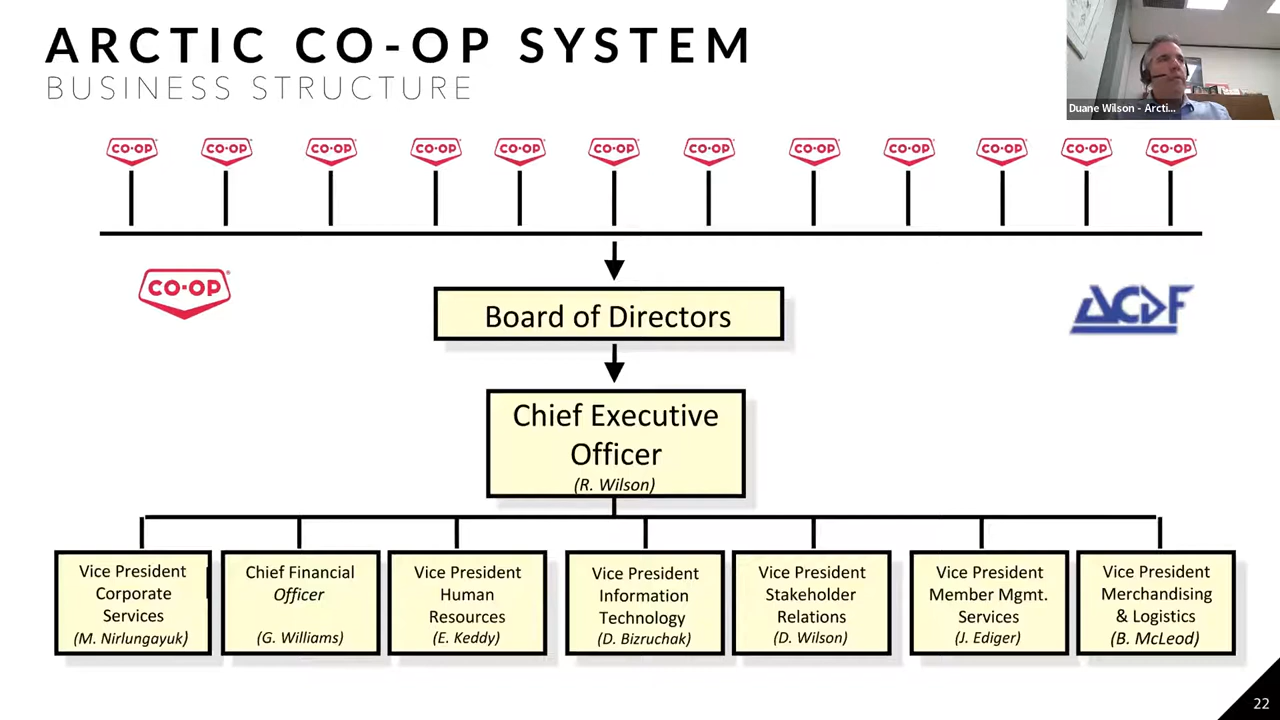 ARCTIC CO-OP SYSTEM
BUSINESS STRUCTURE
Duane Wilson - Arcti...
CO·OP CO·OP CO·OP CO·OP CO·OP CO·OP CO·OP CO·OP CO·OP CO·OP CO·OP CO·OP
CO·OP
ACDF
Board of Directors
Chief Executive
Officer
(R. Wilson)
Vice President
Corporate
Services
(M. Nirlungayuk)
Chief Financial
Officer
(G. Williams)
Vice President
Human
Resources
(E. Keddy)
Vice President
Information
Technology
(D. Bizruchak)
Vice President
Stakeholder
Relations
(D. Wilson)
Vice President
Member Mgmt.
Services
(J. Ediger)
Vice President
Merchandising
& Logistics
(B. McLeod)
22